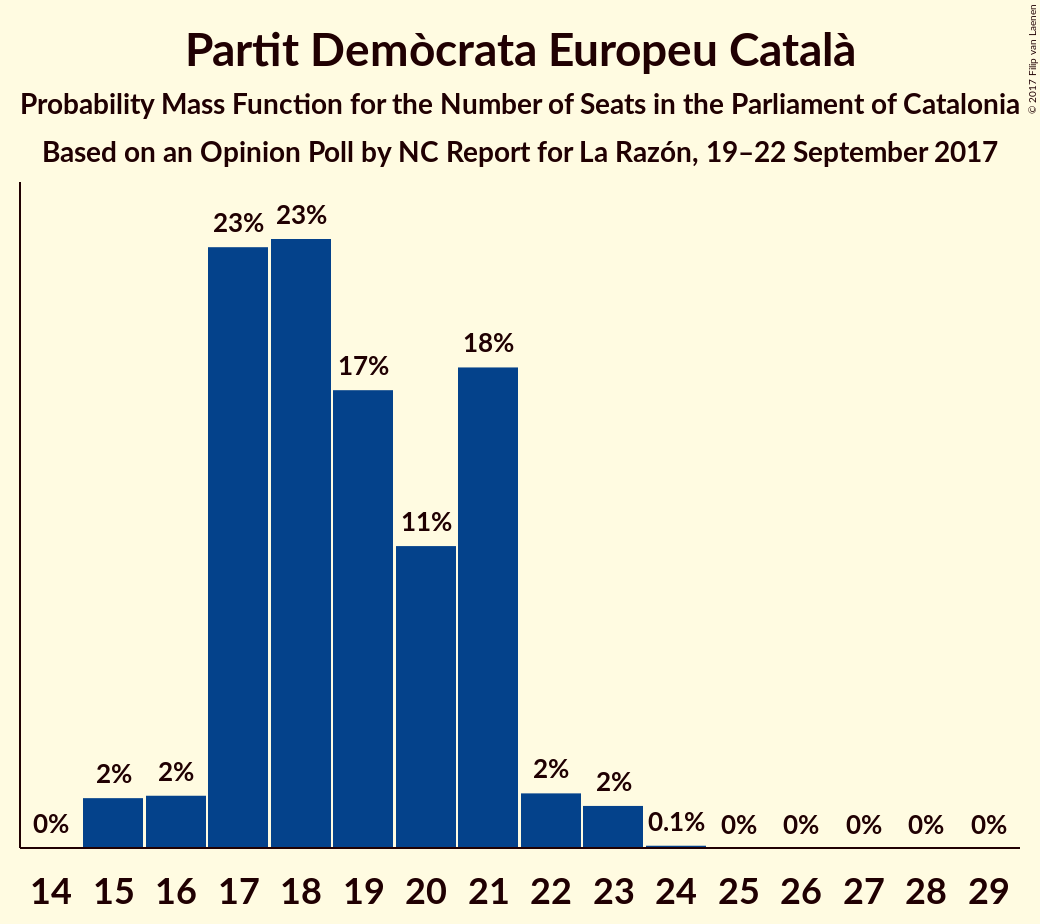 Partit Demòcrata Europeu Català
Probability Mass Function for the Number of Seats in the Parliament of Catalonia
Based on an Opinion Poll by NC Report for La Razón, 19–22 September 2017
© 2017 Filip van Laenen
0% 2% 2% 23% 23% 17% 11% 18% 2% 2% 0.1% 0% 0% 0% 0% 0%
14 15 16 17 18 19 20 21 22 23 24 25 26 27 28 29